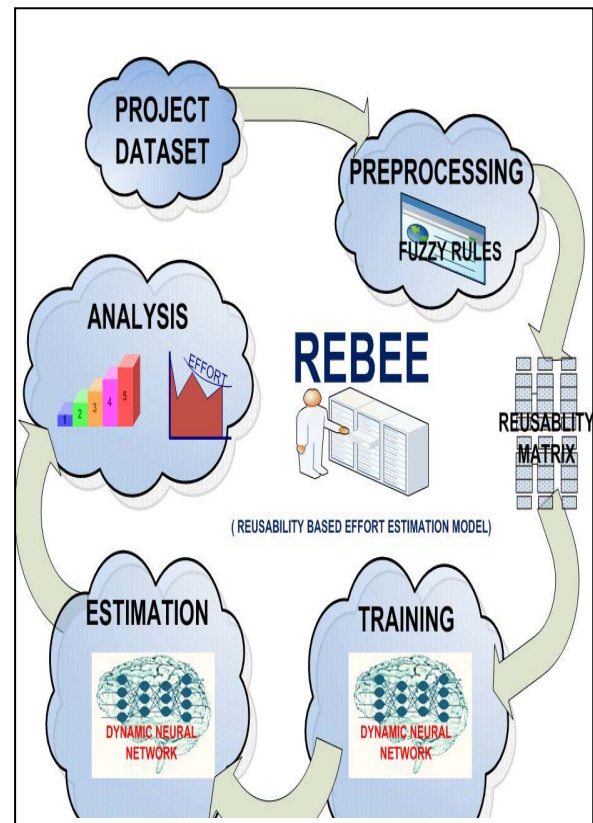 PROJECT
DATASET
PREPROCESSING
FUZZY RULES
ANALYSIS
EFFORT
1 2 3 4 5
REBEE
REUSABLITY
MATRIX
( REUSABILITY BASED EFFORT ESTIMATION MODEL)
ESTIMATION
DYNAMIC NEURAL
NETWORK
TRAINING
DYNAMIC NEURAL
NETWORK